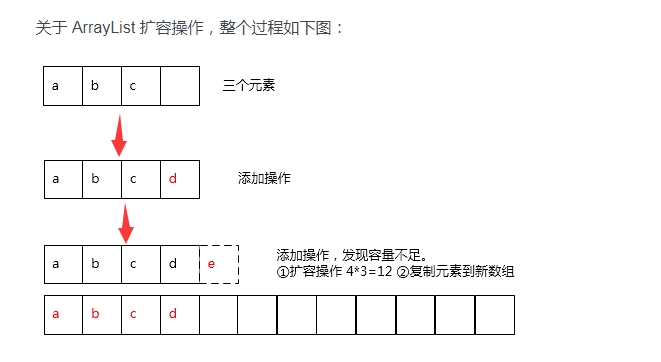 关于 ArrayList 扩容操作，整个过程如下图：
a b c 三个元素
a b c d 添加操作
a b c d e 添加操作，发现容量不足。
①扩容操作 4*3=12 ②复制元素到新数组
a b c d